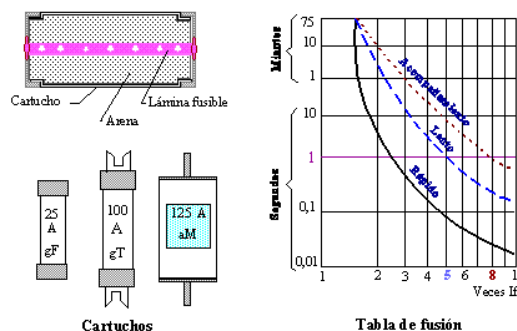 Cartucho
Lámina fusible
Arena
25
A
gF
100
A
gT
125 A
aM
Cartuchos
Minutos
Segundos
75
10
1
10
1
0,1
0,01
Acompañamiento
Lento
Rápido
1 2 3 4 5 8 1
Veces If
Tabla de fusión